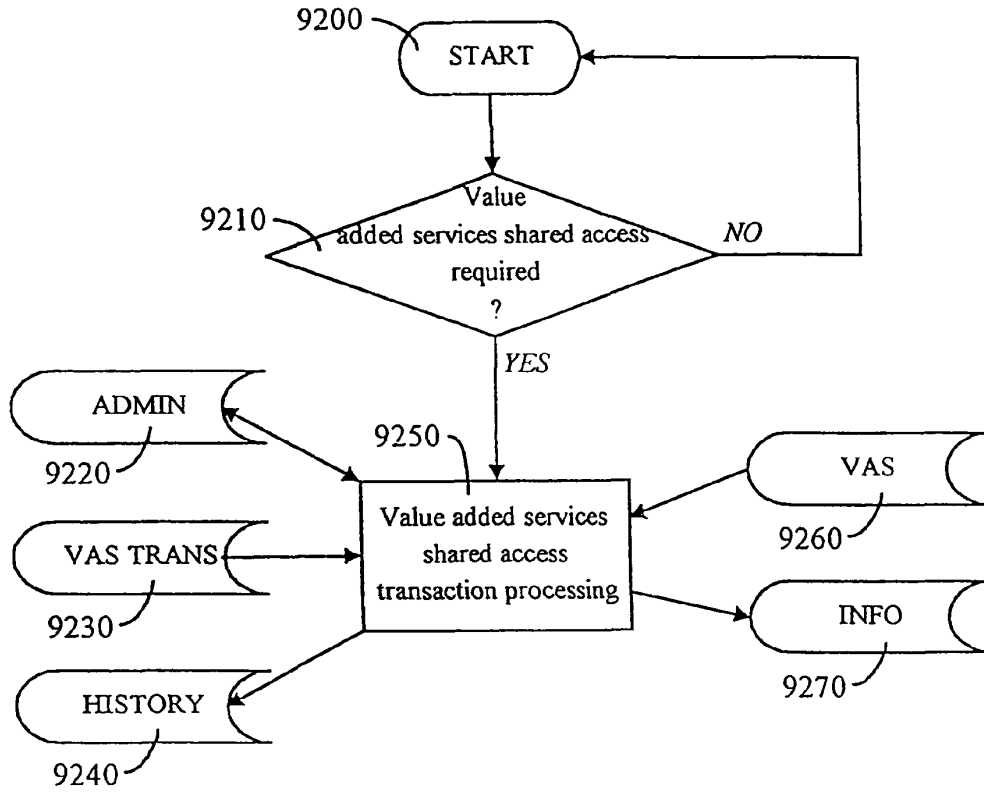 9200
START
9210
Value
added services shared access
required
?
NO
YES
ADMIN
9220
9250
VAS
9260
Value added services
shared access
transaction processing
VAS TRANS
9230
INFO
9270
HISTORY
9240